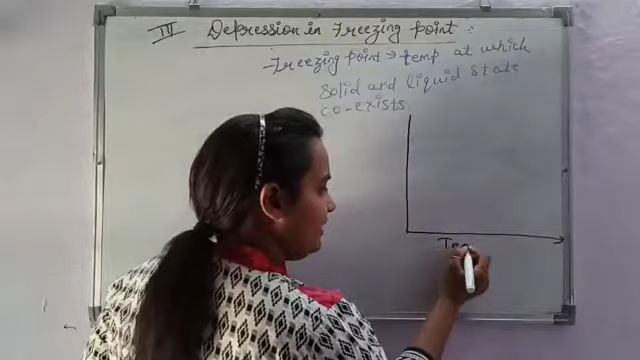 III Depression in Freezing point :
Freezing point → temp at which
solid and liquid state
co-exists.
Tem